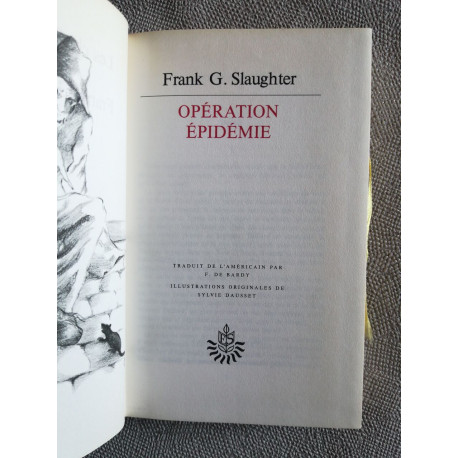 Frank G. Slaughter
OPÉRATION
ÉPIDÉMIE
TRADUIT DE L'AMÉRICAIN PAR
F. DE BARDY
ILLUSTRATIONS ORIGINALES DE
SYLVIE DAUSSET